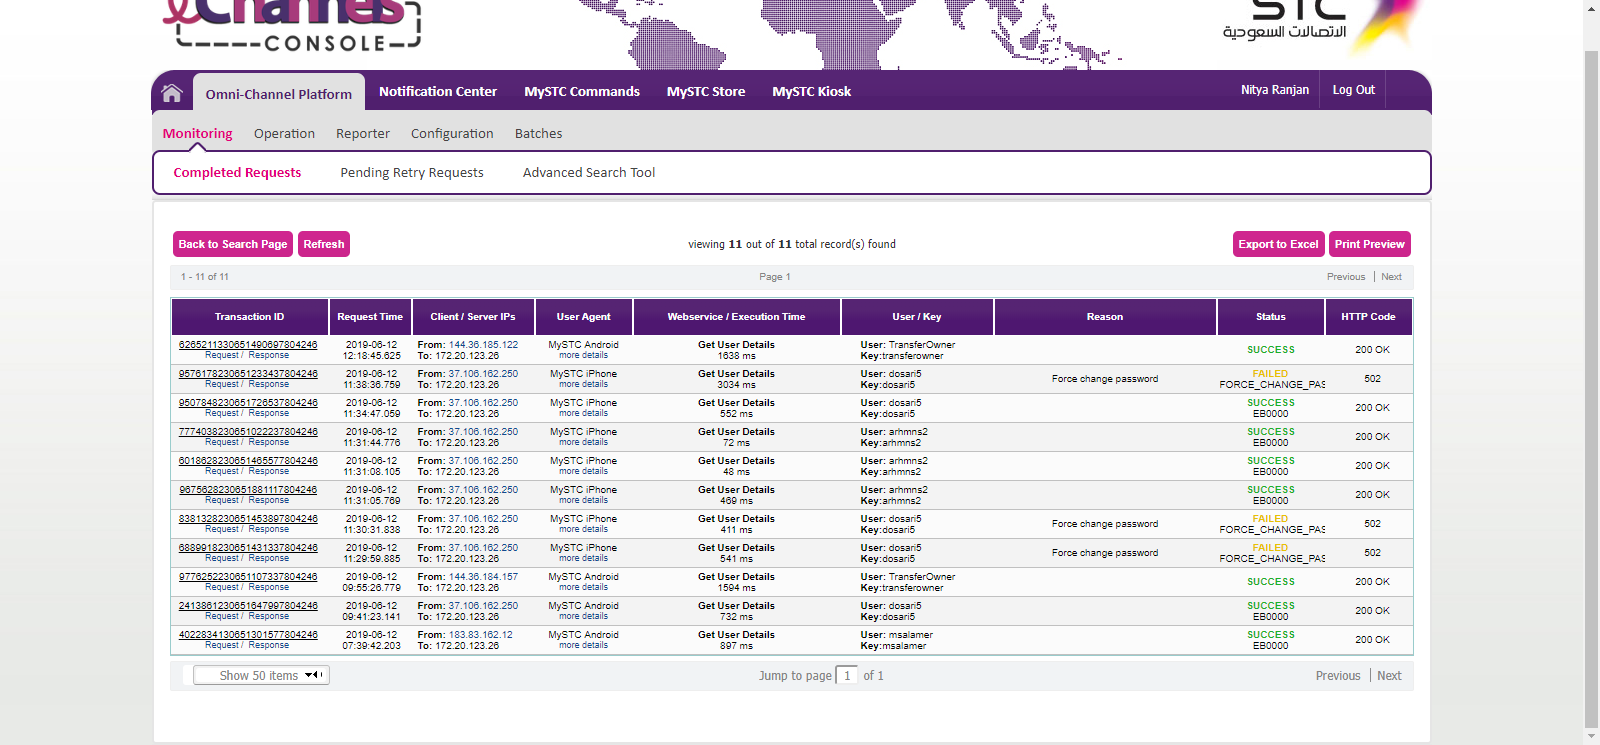 eChannels
CONSOLE
STC
الاتصالات السعودية
Omni-Channel Platform Notification Center MySTC Commands MySTC Store MySTC Kiosk Nitya Ranjan Log Out
Monitoring Operation Reporter Configuration Batches
Completed Requests Pending Retry Requests Advanced Search Tool
Back to Search Page Refresh viewing 11 out of 11 total record(s) found Export to Excel Print Preview
1 - 11 of 11 Page 1 Previous | Next
Transaction ID Request Time Client / Server IPs User Agent Webservice / Execution Time User / Key Reason Status HTTP Code
6265211330651490697804246 2019-06-12 From: 144.36.185.122 MySTC Android Get User Details User: TransferOwner SUCCESS 200 OK
Request / Response 12:18:45.625 To: 172.20.123.26 more details 1638 ms Key:transferowner
9576178230651233437804246 2019-06-12 From: 37.106.162.250 MySTC iPhone Get User Details User: dosari5 Force change password FAILED 502
Request / Response 11:38:36.759 To: 172.20.123.26 more details 3034 ms Key:dosari5 FORCE_CHANGE_PAS
9507848230651726537804246 2019-06-12 From: 37.106.162.250 MySTC iPhone Get User Details User: dosari5 SUCCESS 200 OK
Request / Response 11:34:47.059 To: 172.20.123.26 more details 552 ms Key:dosari5 EB0000
7774038230651022237804246 2019-06-12 From: 37.106.162.250 MySTC iPhone Get User Details User: arhmns2 SUCCESS 200 OK
Request / Response 11:31:44.776 To: 172.20.123.26 more details 72 ms Key:arhmns2 EB0000
6018628230651465577804246 2019-06-12 From: 37.106.162.250 MySTC iPhone Get User Details User: arhmns2 SUCCESS 200 OK
Request / Response 11:31:08.105 To: 172.20.123.26 more details 48 ms Key:arhmns2 EB0000
9675628230651881117804246 2019-06-12 From: 37.106.162.250 MySTC iPhone Get User Details User: arhmns2 SUCCESS 200 OK
Request / Response 11:31:05.769 To: 172.20.123.26 more details 469 ms Key:arhmns2 EB0000
8381328230651453897804246 2019-06-12 From: 37.106.162.250 MySTC iPhone Get User Details User: dosari5 Force change password FAILED 502
Request / Response 11:30:31.838 To: 172.20.123.26 more details 411 ms Key:dosari5 FORCE_CHANGE_PAS
6889918230651431337804246 2019-06-12 From: 37.106.162.250 MySTC iPhone Get User Details User: dosari5 Force change password FAILED 502
Request / Response 11:29:59.885 To: 172.20.123.26 more details 541 ms Key:dosari5 FORCE_CHANGE_PAS
9776252230651107337804246 2019-06-12 From: 144.36.184.157 MySTC Android Get User Details User: TransferOwner SUCCESS 200 OK
Request / Response 09:55:26.779 To: 172.20.123.26 more details 1594 ms Key:transferowner
2413861230651647997804246 2019-06-12 From: 37.106.162.250 MySTC Android Get User Details User: dosari5 SUCCESS 200 OK
Request / Response 09:41:23.141 To: 172.20.123.26 more details 732 ms Key:dosari5 EB0000
4022834130651301577804246 2019-06-12 From: 183.83.162.12 MySTC Android Get User Details User: msalamer SUCCESS 200 OK
Request / Response 07:39:42.203 To: 172.20.123.26 more details 897 ms Key:msalamer EB0000
Show 50 items Jump to page 1 of 1 Previous | Next